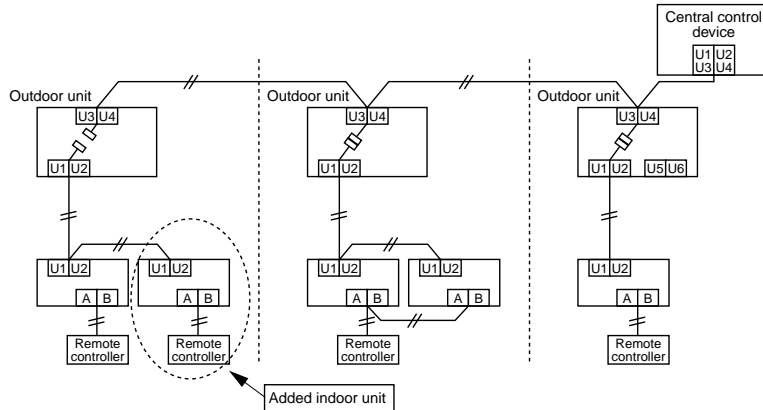 Central control
device
U1 U2
U3 U4
Outdoor unit
Outdoor unit
Outdoor unit
U3 U4
U3 U4
U3 U4
U1 U2
U1 U2
U1 U2
U5 U6
U1 U2
U1 U2
U1 U2
U1 U2
U1 U2
A B
A B
A B
A B
A B
Remote
controller
Remote
controller
Remote
controller
Remote
controller
Added indoor unit